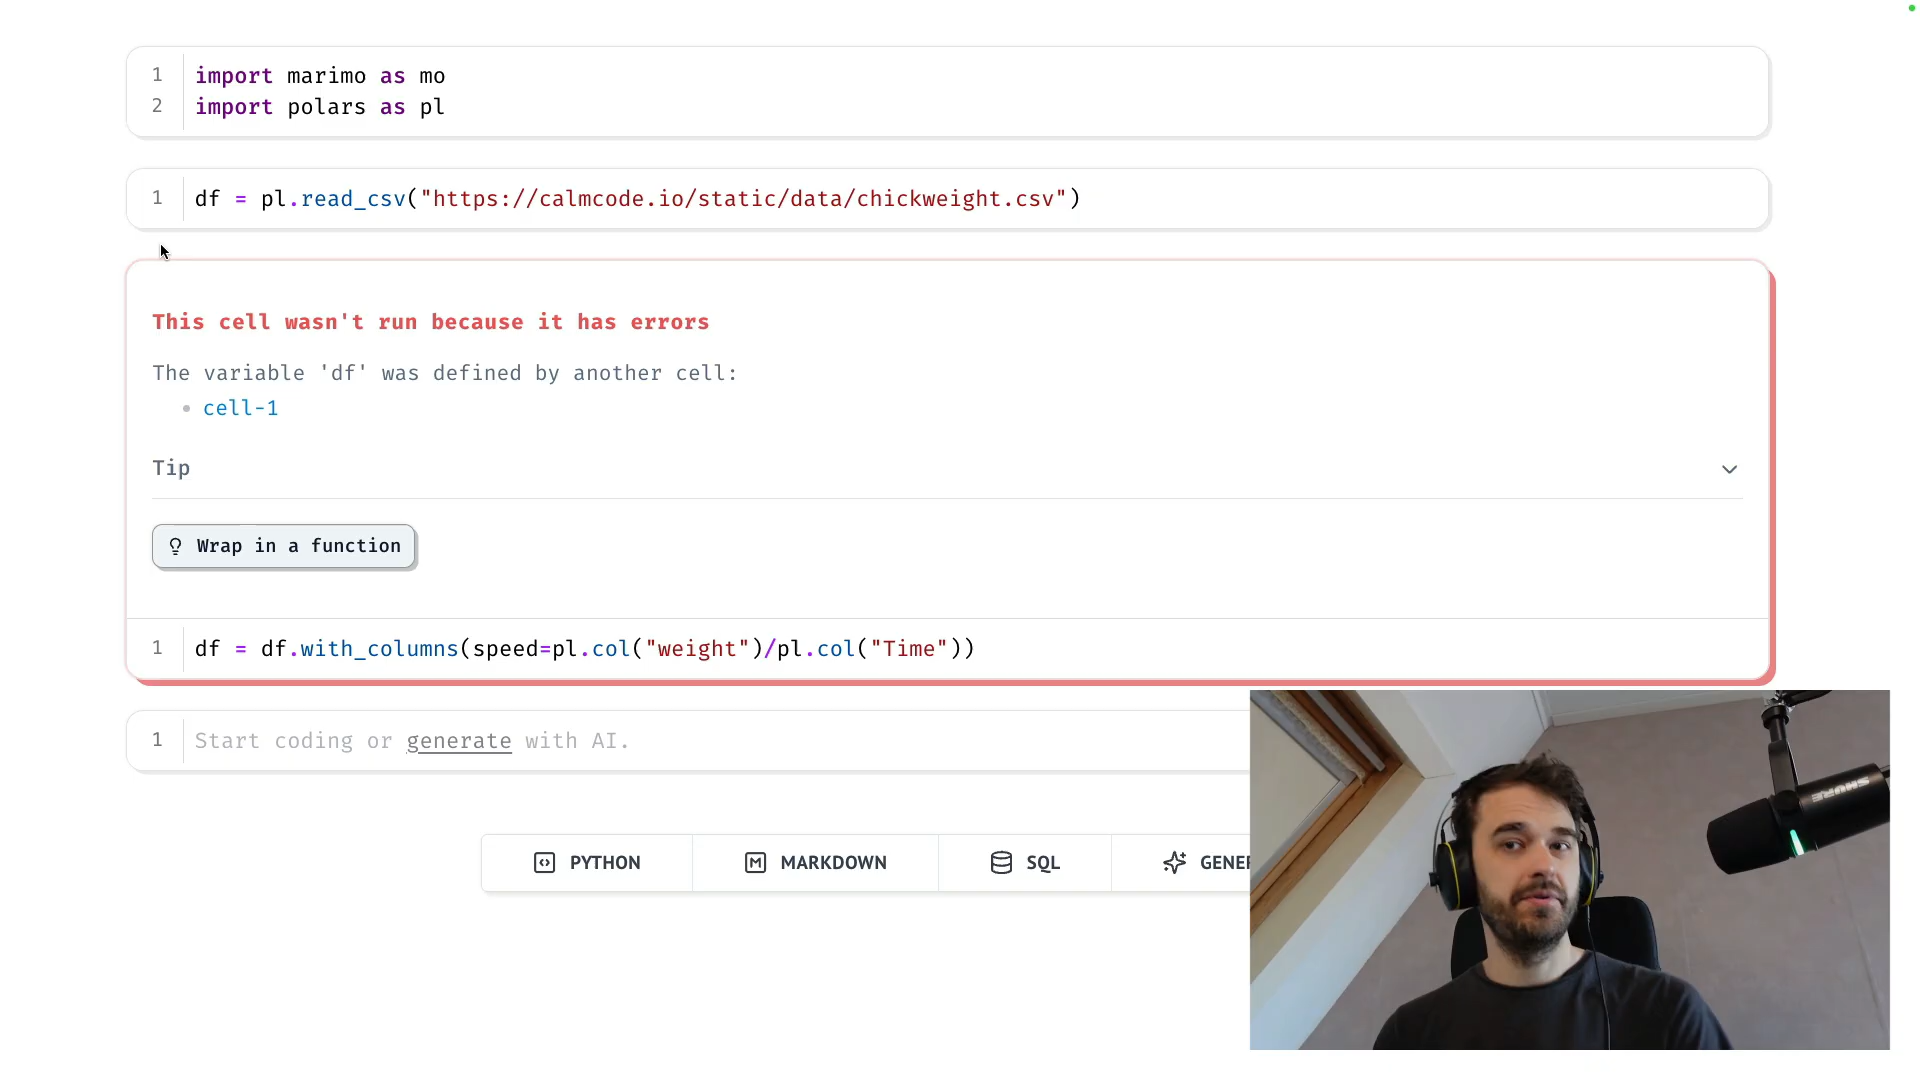 1 import marimo as mo
2 import polars as pl
1 df = pl.read_csv("https://calmcode.io/static/data/chickweight.csv")
This cell wasn't run because it has errors
The variable 'df' was defined by another cell:
• cell-1
Tip
Wrap in a function
1 df = df.with_columns(speed=pl.col("weight")/pl.col("Time"))
1 Start coding or generate with AI.
PYTHON MARKDOWN SQL GENER
SHURE